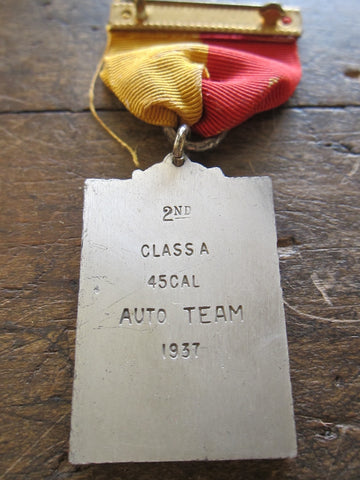 2ND
CLASS A
45CAL
AUTO TEAM
1937